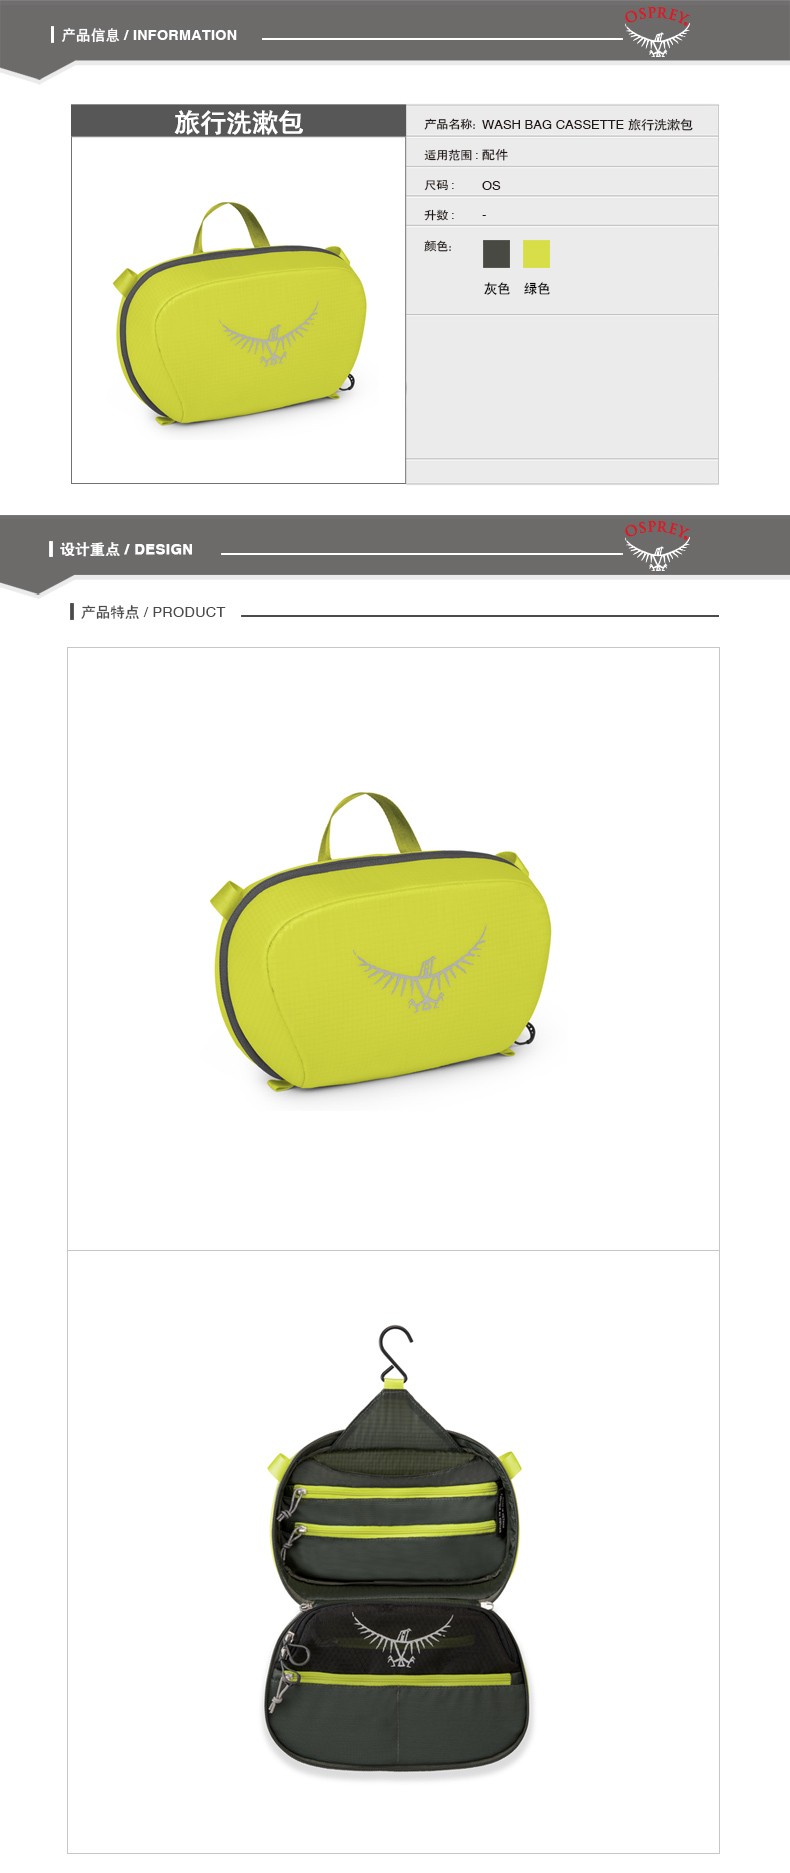 产品信息 / INFORMATION
OSPREY
旅行洗漱包
产品名称: WASH BAG CASSETTE 旅行洗漱包
适用范围 : 配件
尺码 : OS
升数 : -
颜色:
灰色 绿色
设计重点 / DESIGN
OSPREY
产品特点 / PRODUCT